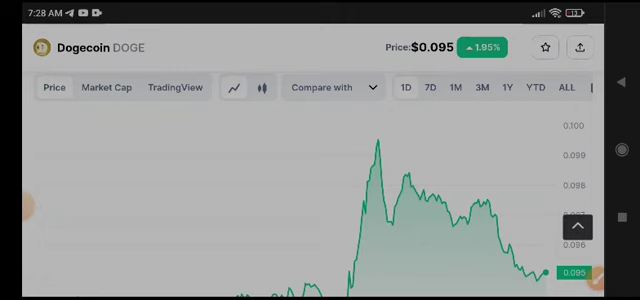 7:28 AM
Dogecoin DOGE
Price:$0.095 1.95%
Price Market Cap TradingView Compare with 1D 7D 1M 3M 1Y YTD ALL
0.100
0.099
0.098
0.096
0.095